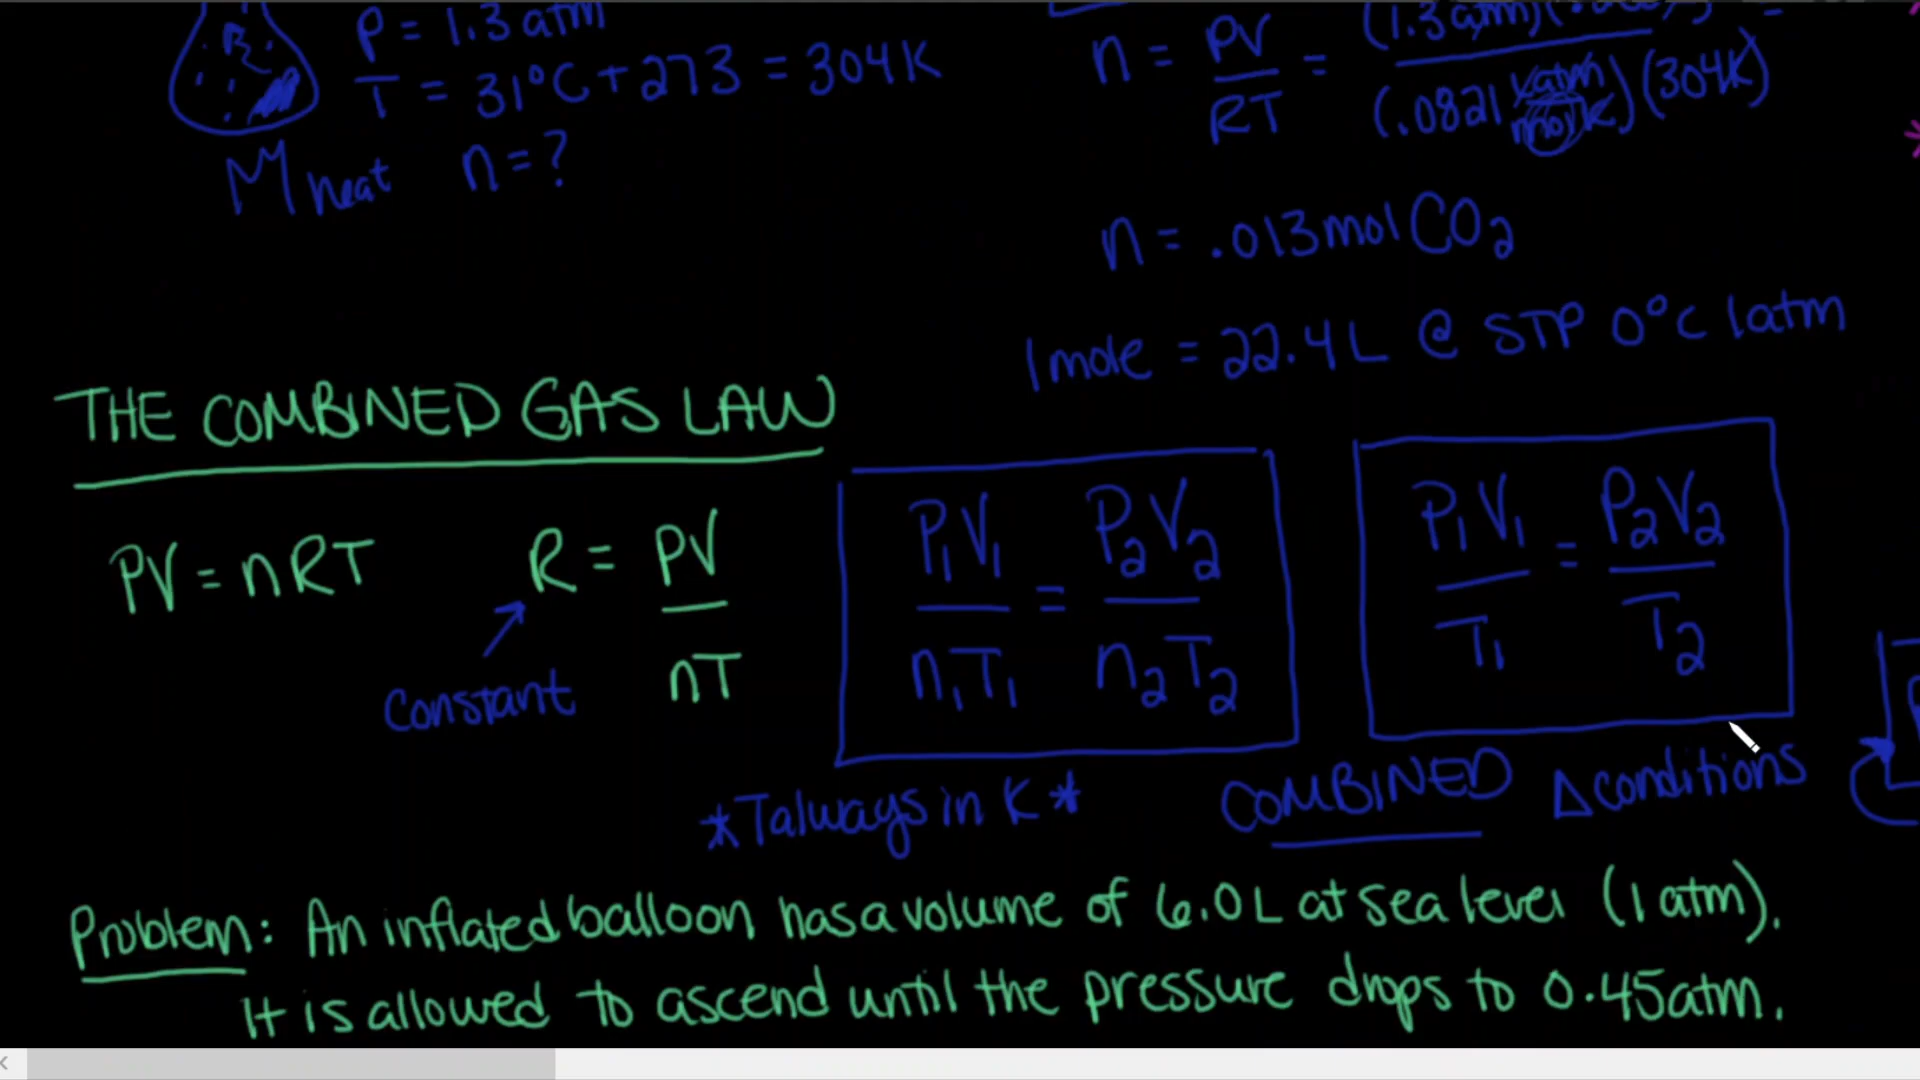 P = 1.3 atm
T = 31°C + 273 = 304K
M heat n = ?
n = PV/RT = (1.3 atm)( / (.0821 L atm/mol K)(304K) =
n = .013 mol CO₂
1 mole = 22.4 L @ STP 0°C 1atm
THE COMBINED GAS LAW
PV = nRT
R = PV/nT
Constant
P₁V₁/n₁T₁ = P₂V₂/n₂T₂
P₁V₁/T₁ = P₂V₂/T₂
*T always in K*
COMBINED Δ conditions
Problem: An inflated balloon has a volume of 6.0 L at sea level (1 atm).
It is allowed to ascend until the pressure drops to 0.45 atm.